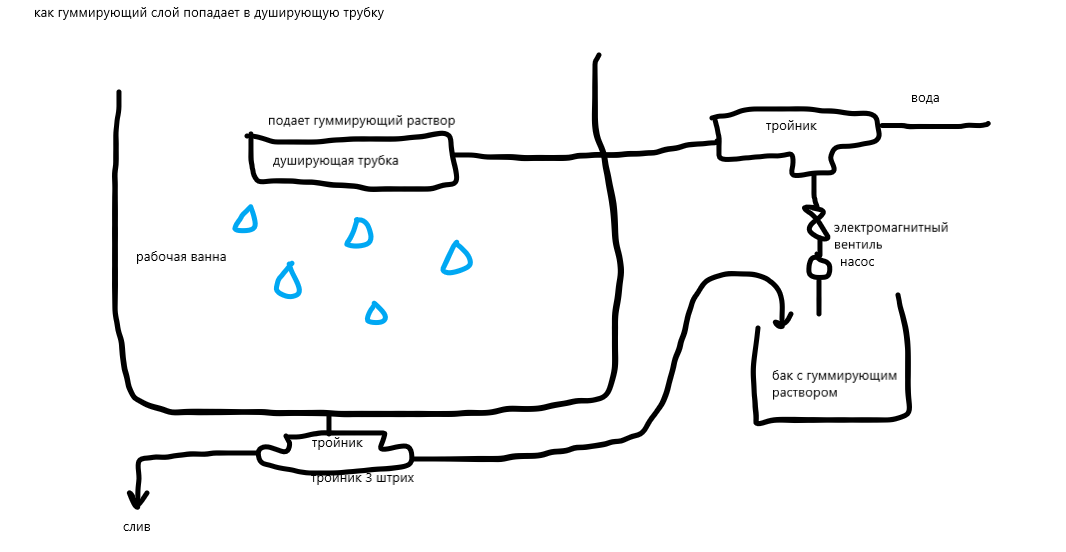 как гуммирующий слой попадает в душирующую трубку
вода
подает гуммирующий раствор
тройник
душирующая трубка
электромагнитный
вентиль
насос
рабочая ванна
бак с гуммирующим
раствором
тройник
тройник 3 штрих
слив